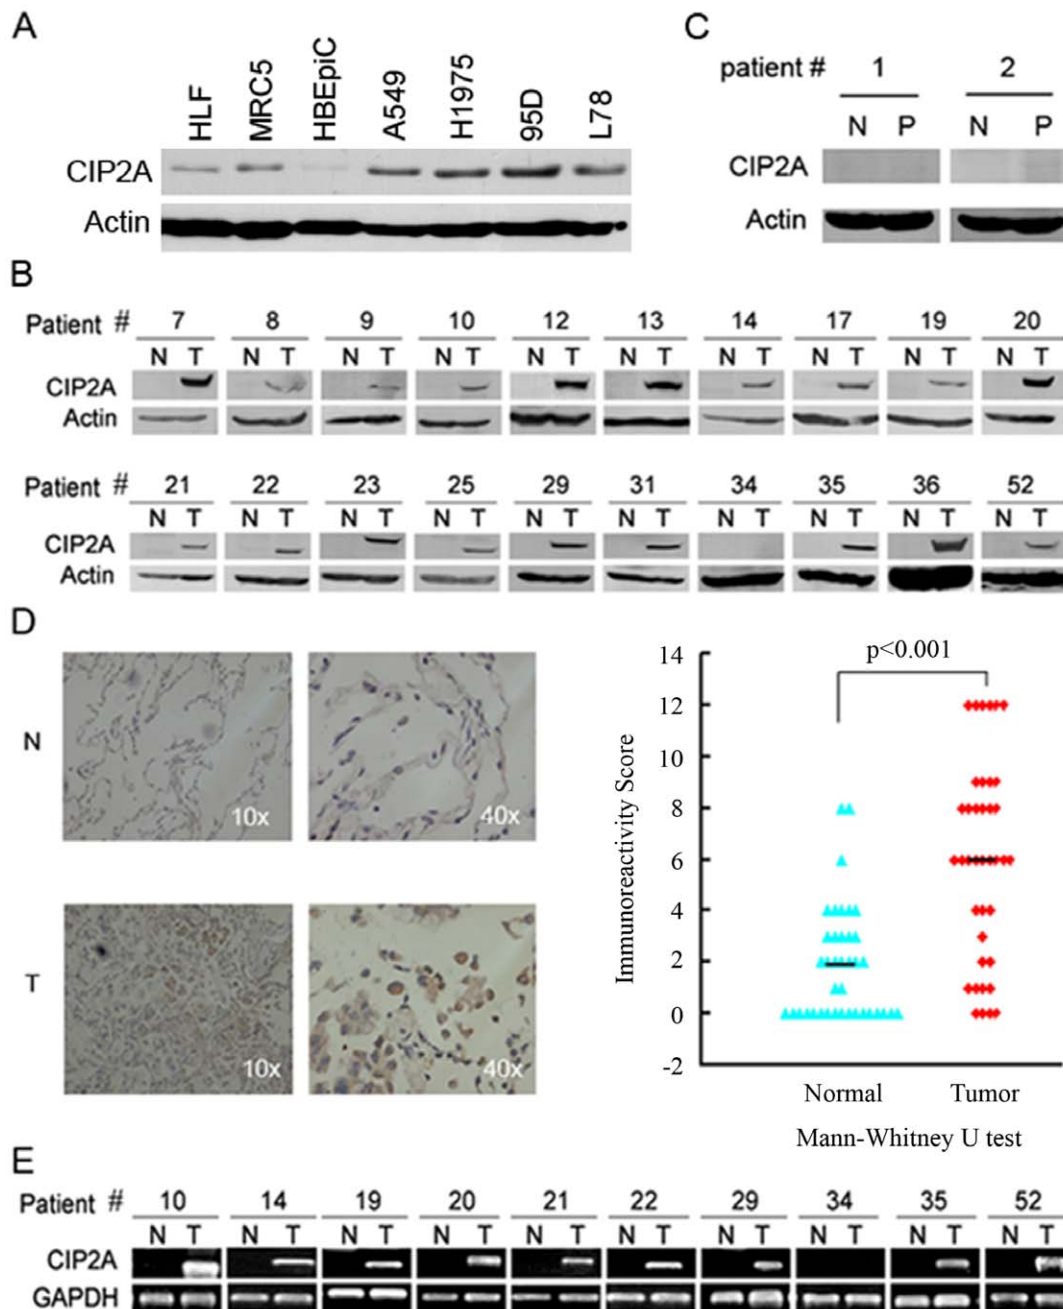 A
HLF MRC5 HBEpiC A549 H1975 95D L78
CIP2A
Actin
C
patient # 1 2
N P N P
CIP2A
Actin
B
Patient # 7 8 9 10 12 13 14 17 19 20
N T N T N T N T N T N T N T N T N T N T
CIP2A
Actin
Patient # 21 22 23 25 29 31 34 35 36 52
N T N T N T N T N T N T N T N T N T N T
CIP2A
Actin
D
N
10x 40x
T
10x 40x
p<0.001
Immunoreactivity Score
14
12
10
8
6
4
2
0
-2
Normal Tumor
Mann-Whitney U test
E
Patient # 10 14 19 20 21 22 29 34 35 52
N T N T N T N T N T N T N T N T N T N T
CIP2A
GAPDH